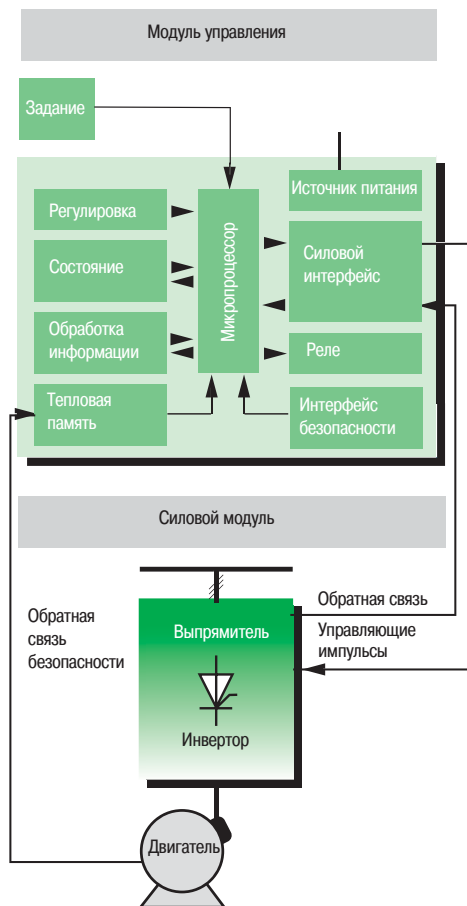 Модуль управления
Задание
Источник питания
Регулировка
Микропроцессор
Силовой
интерфейс
Состояние
Обработка
информации
Реле
Тепловая
память
Интерфейс
безопасности
Силовой модуль
Обратная
связь
безопасности
Обратная связь
Управляющие
импульсы
Выпрямитель
Инвертор
Двигатель